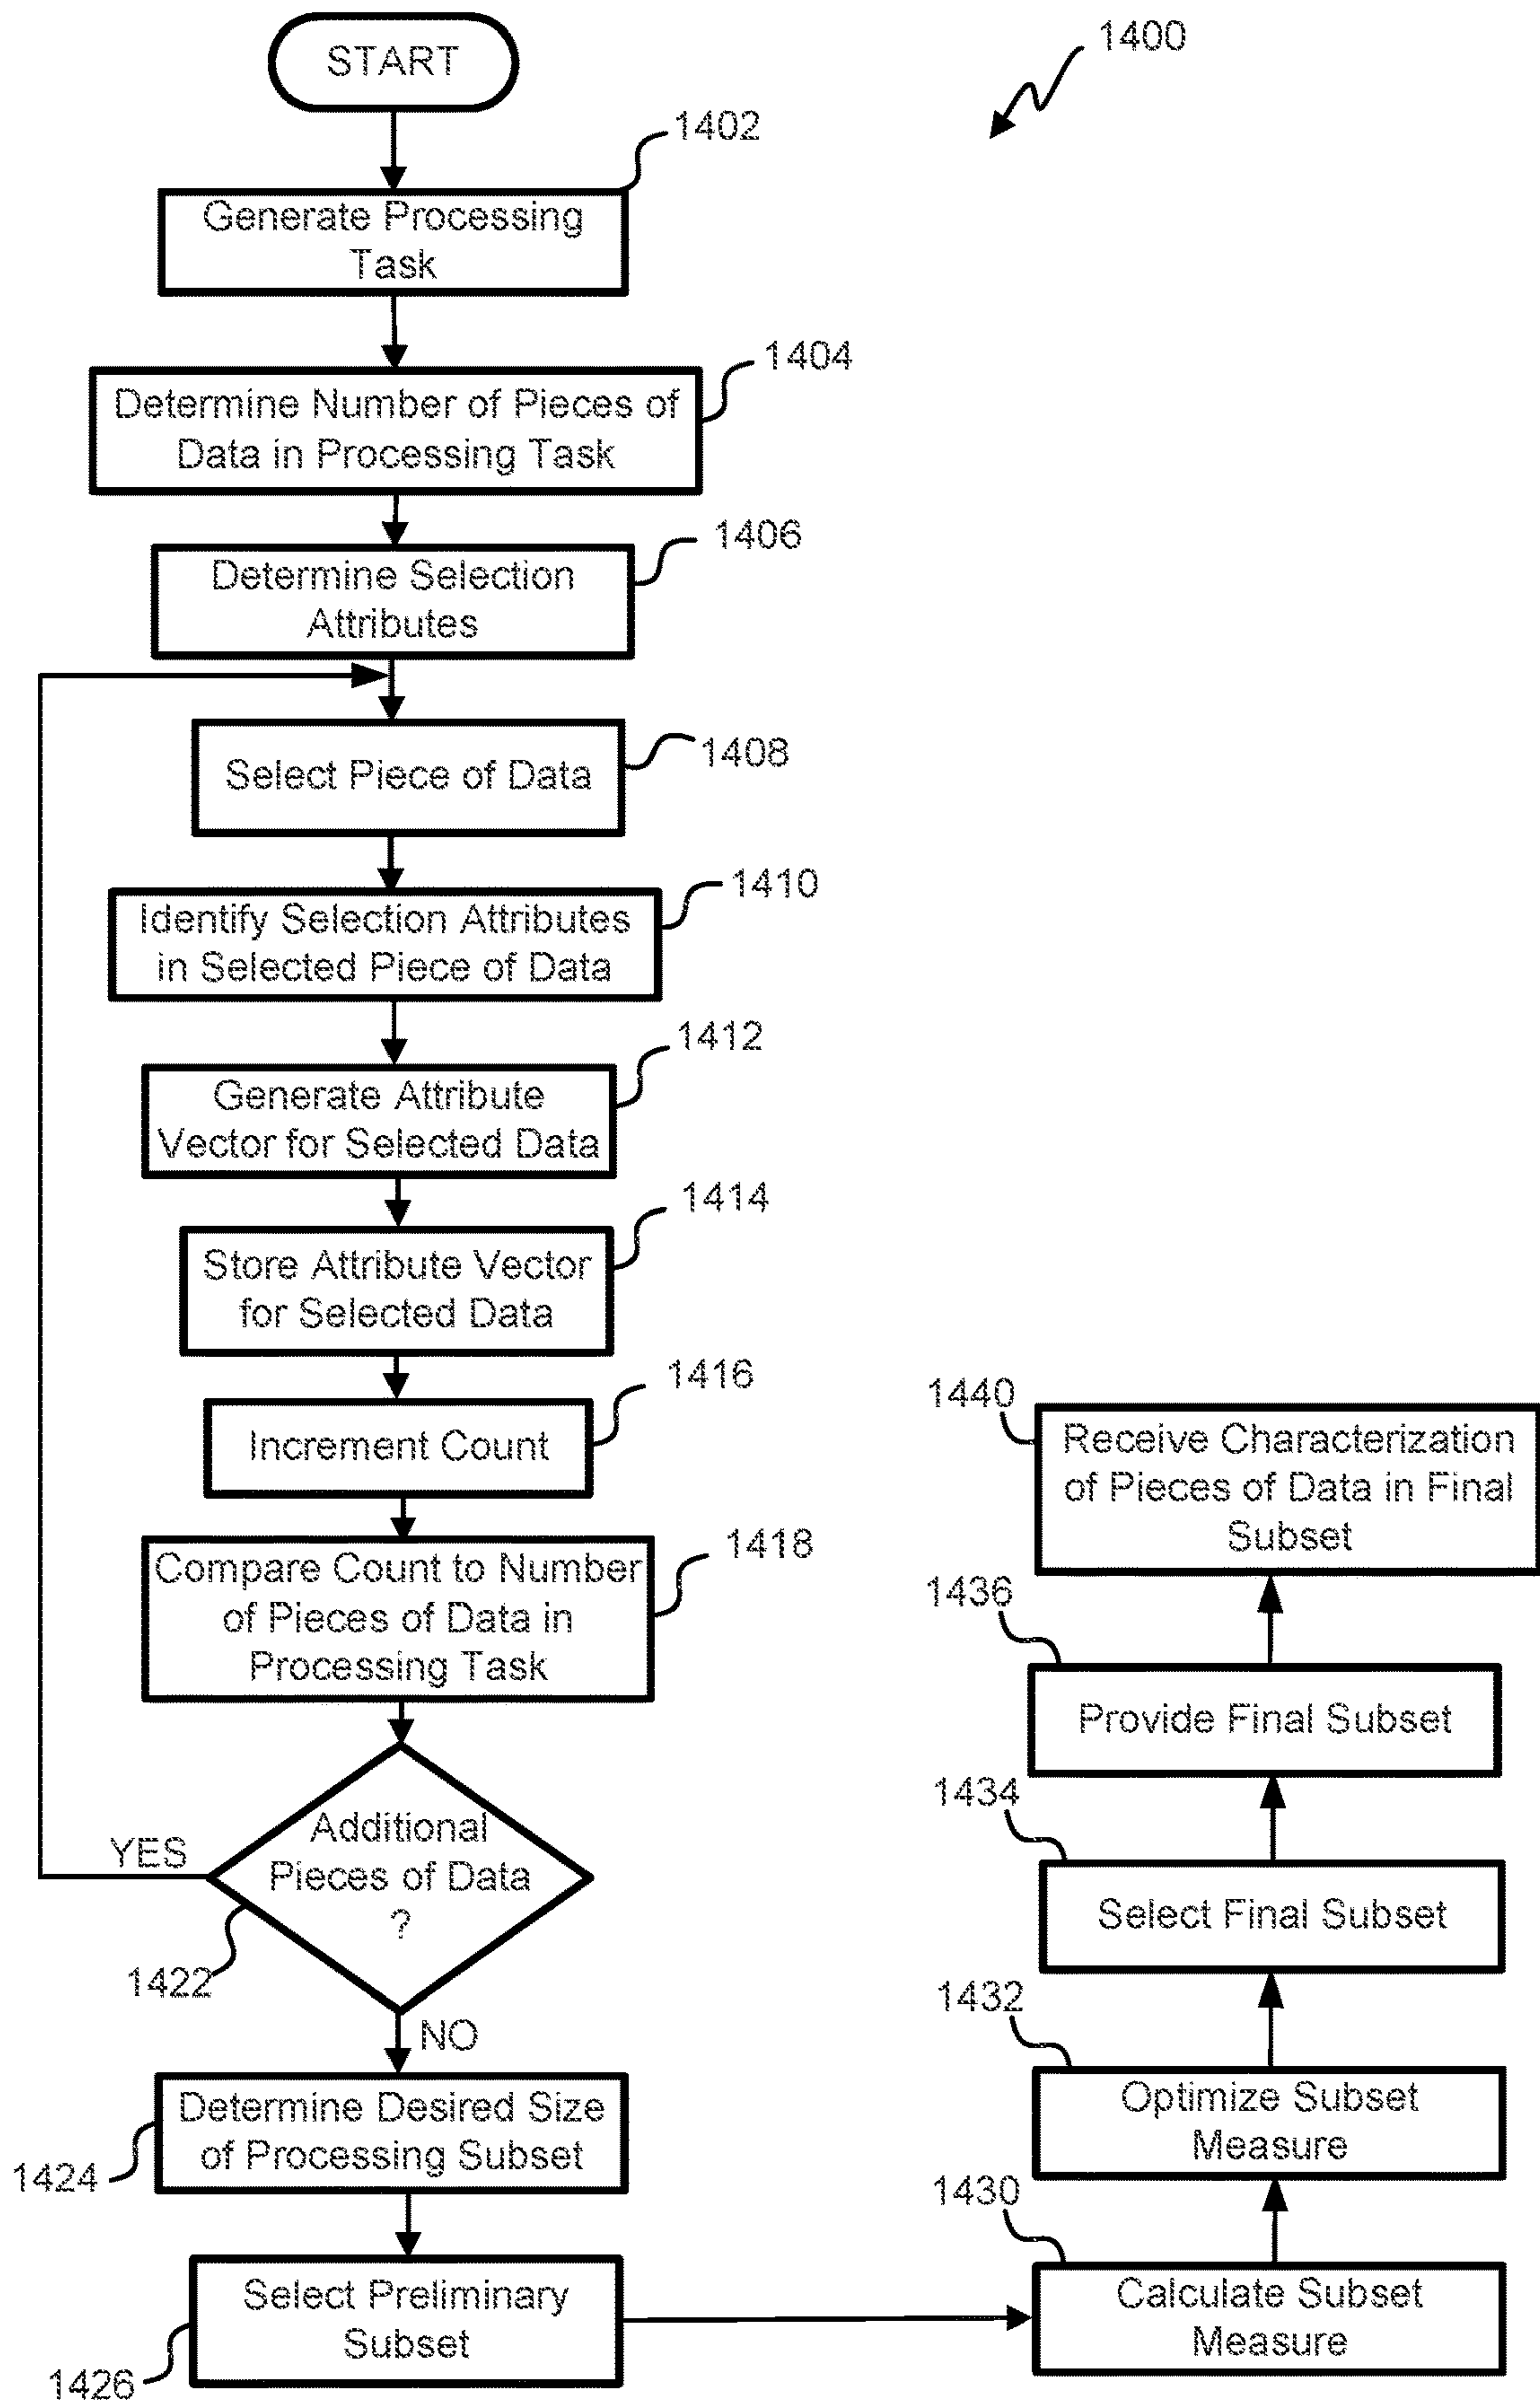 START
1400
1402
Generate Processing
Task
1404
Determine Number of Pieces of
Data in Processing Task
1406
Determine Selection
Attributes
1408
Select Piece of Data
1410
Identify Selection Attributes
in Selected Piece of Data
1412
Generate Attribute
Vector for Selected Data
1414
Store Attribute Vector
for Selected Data
1416
Increment Count
1418
Compare Count to Number
of Pieces of Data in
Processing Task
Additional
Pieces of Data
?
YES
1422
NO
Determine Desired Size
of Processing Subset
1424
Select Preliminary
Subset
1426
1440
Receive Characterization
of Pieces of Data in Final
Subset
1436
Provide Final Subset
1434
Select Final Subset
1432
Optimize Subset
Measure
1430
Calculate Subset
Measure